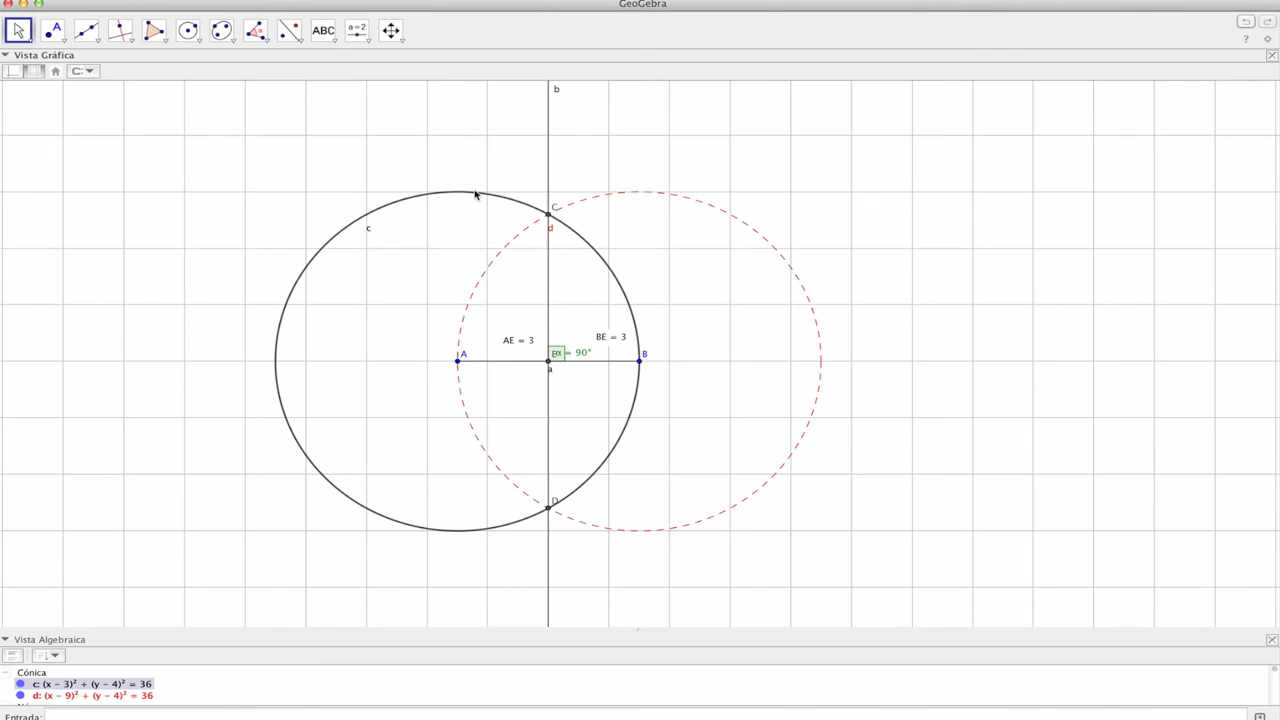 GeoGebra
ABC a=2
?
Vista Gráfica
b
C
c
d
AE = 3
BE = 3
A
E α = 90°
B
a
D
Vista Algebraica
Cónica
c: (x − 3)² + (y − 4)² = 36
d: (x − 9)² + (y − 4)² = 36
Entrada: